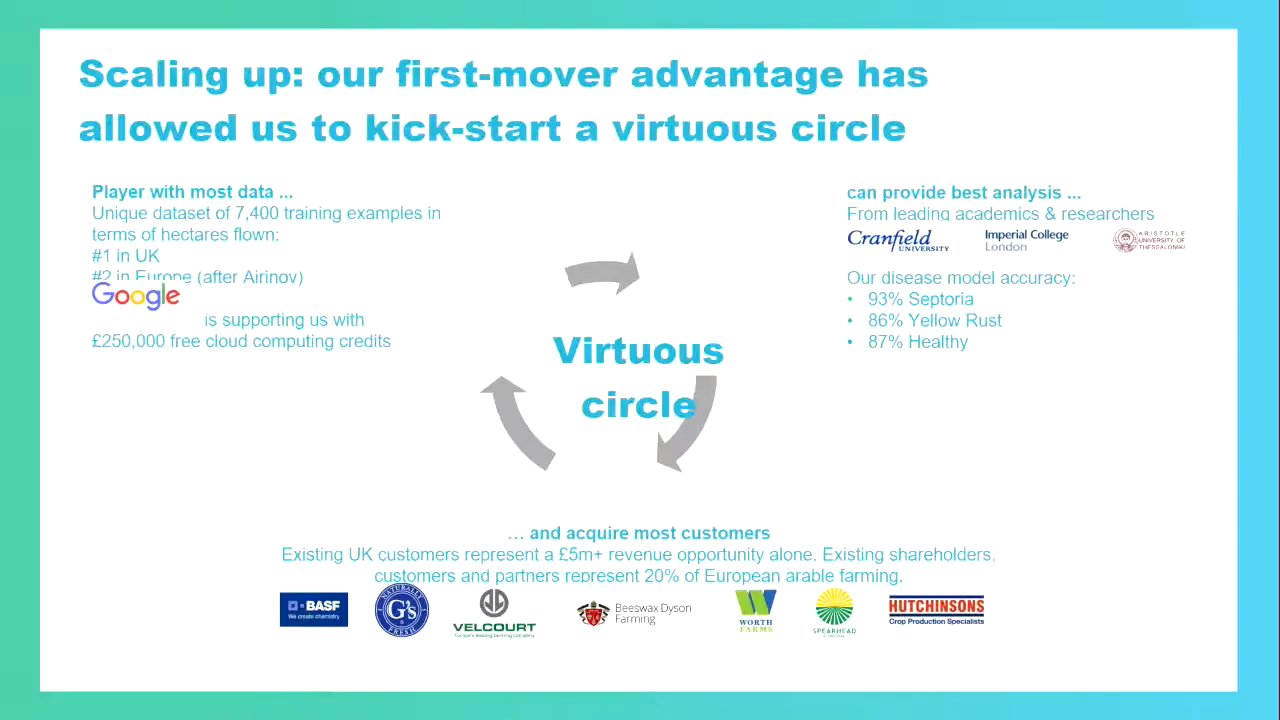 Scaling up: our first-mover advantage has
allowed us to kick-start a virtuous circle
Player with most data ...
Unique dataset of 7,400 training examples in
terms of hectares flown:
#1 in UK
#2 in Europe (after Airinov)
Google
is supporting us with
£250,000 free cloud computing credits
can provide best analysis ...
From leading academics & researchers
Cranfield
UNIVERSITY
Imperial College
London
ARISTOTLE
UNIVERSITY OF
THESSALONIKI
Our disease model accuracy:
• 93% Septoria
• 86% Yellow Rust
• 87% Healthy
Virtuous
circle
… and acquire most customers
Existing UK customers represent a £5m+ revenue opportunity alone. Existing shareholders,
customers and partners represent 20% of European arable farming.
BASF
We create chemistry
NATURALLY
G's
FRESH
VELCOURT
Europe's leading farming company
Beeswax Dyson
Farming
WORTH
FARMS
SPEARHEAD
HUTCHINSONS
Crop Production Specialists